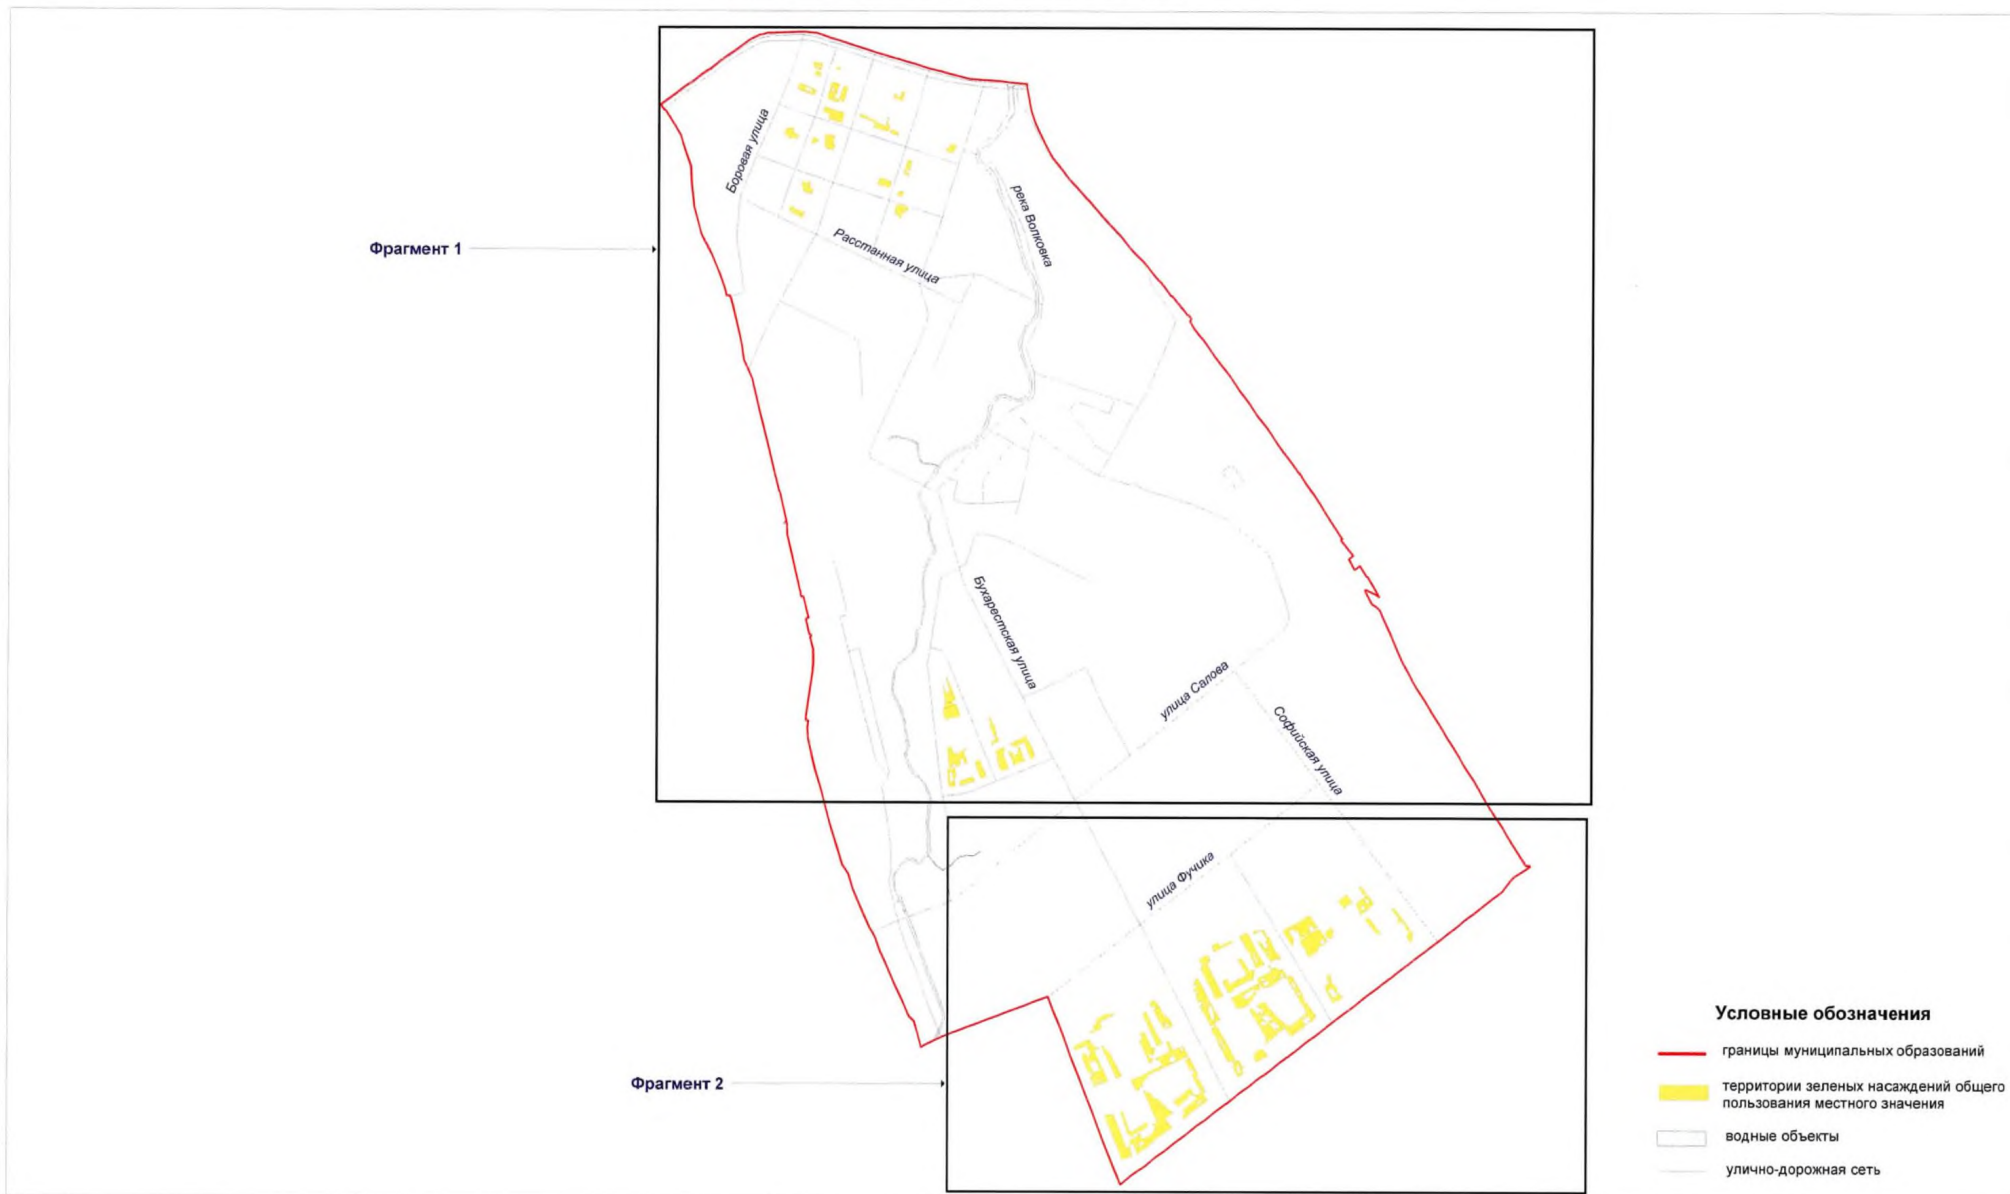 Боровая улица
река Волковка
Расстанная улица
Фрагмент 1
Бухарестская улица
улица Салова
Софийская улица
улица Фучика
Фрагмент 2
Условные обозначения
границы муниципальных образований
территории зеленых насаждений общего
пользования местного значения
водные объекты
улично-дорожная сеть